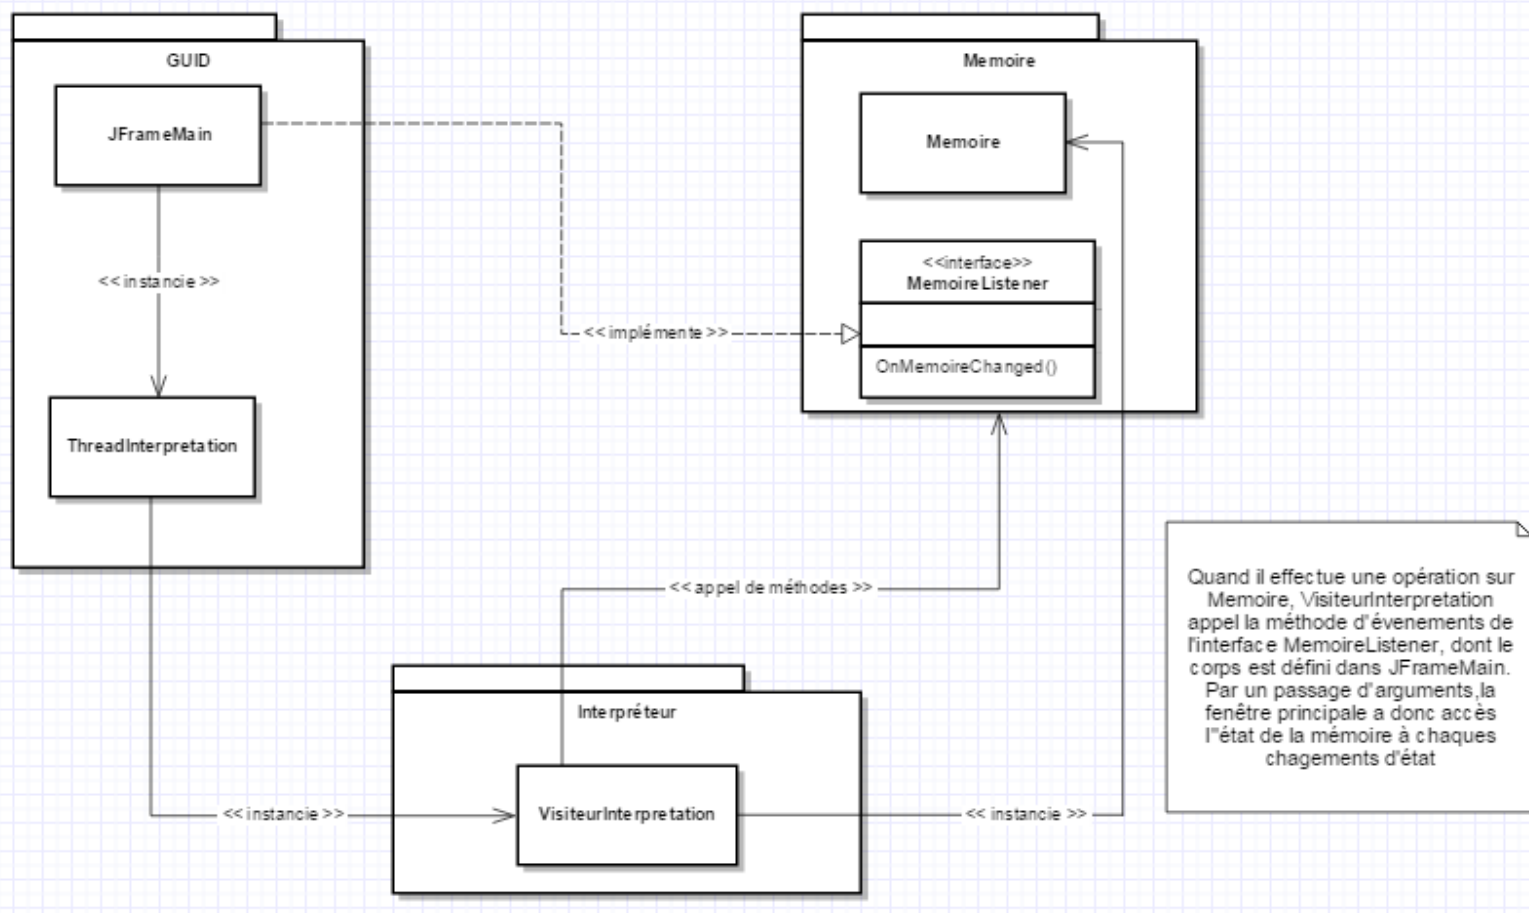 GUID
JFrameMain
<<instancie>>
ThreadInterpretation
Memoire
Memoire
<<interface>>
MemoireListener
OnMemoireChanged()
<<implémente>>
<< appel de méthodes >>
Interpréteur
VisiteurInterpretation
<< instancie >>
<< instancie >>
Quand il effectue une opération sur
Memoire, VisiteurInterpretation
appel la méthode d'évenements de
l'interface MemoireListener, dont le
corps est défini dans JFrameMain.
Par un passage d'arguments,la
fenêtre principale a donc accès
l''état de la mémoire à chaques
chagements d'état